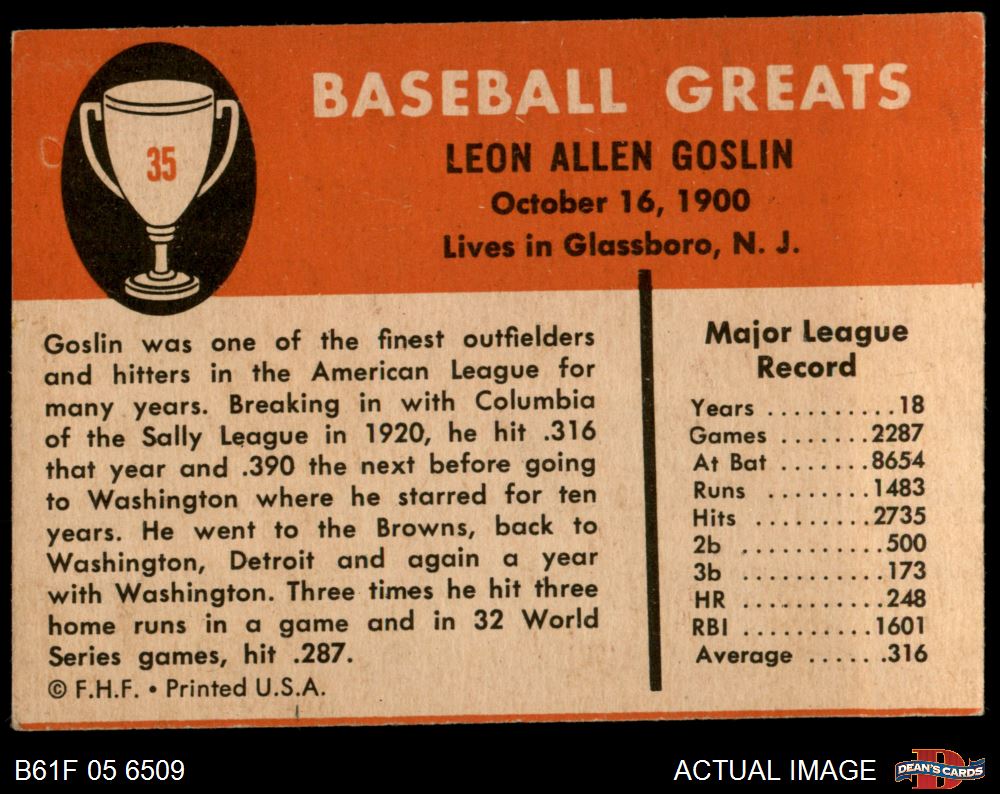 35
BASEBALL GREATS
LEON ALLEN GOSLIN
October 16, 1900
Lives in Glassboro, N. J.
Goslin was one of the finest outfielders
and hitters in the American League for
many years. Breaking in with Columbia
of the Sally League in 1920, he hit .316
that year and .390 the next before going
to Washington where he starred for ten
years. He went to the Browns, back to
Washington, Detroit and again a year
with Washington. Three times he hit three
home runs in a game and in 32 World
Series games, hit .287.
© F.H.F. • Printed U.S.A.
Major League
Record
Years ..........18
Games .......2287
At Bat .......8654
Runs ........1483
Hits .........2735
2b ...........500
3b ...........173
HR ...........248
RBI ..........1601
Average ......316
B61F 05 6509
ACTUAL IMAGE
D
DEAN'S CARDS